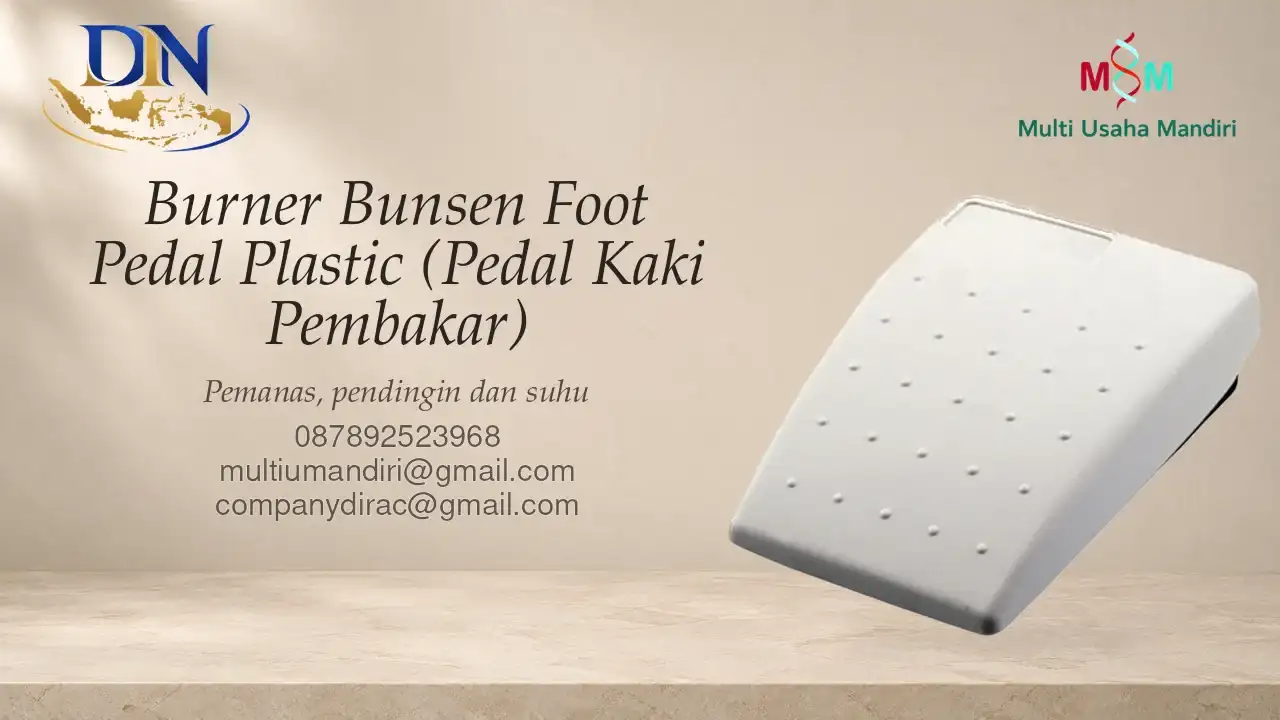 DIN
MSM
Multi Usaha Mandiri
Burner Bunsen Foot
Pedal Plastic (Pedal Kaki
Pembakar)
Pemanas, pendingin dan suhu
087892523968
multiumandiri@gmail.com
companydirac@gmail.com